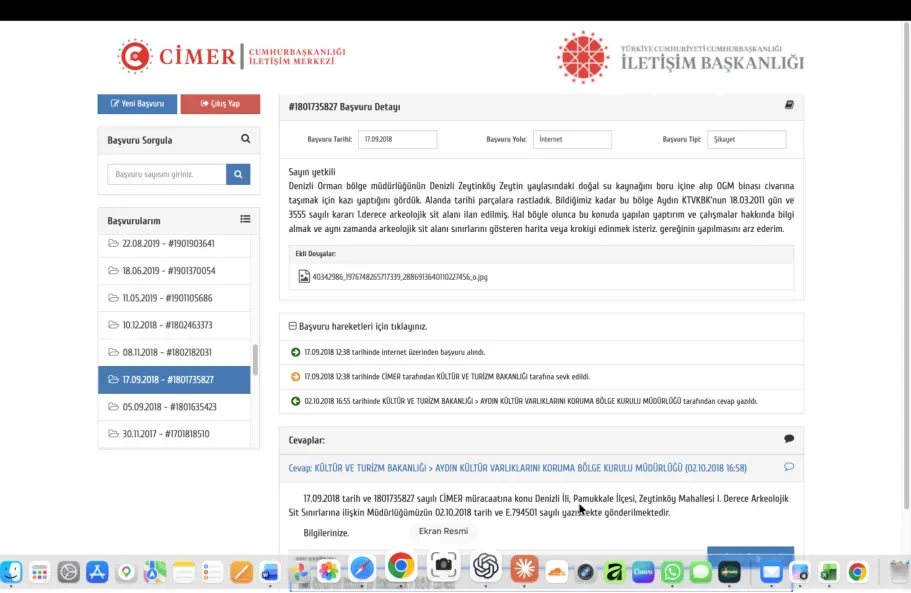 CİMER CUMHURBAŞKANLIĞI
İLETİŞİM MERKEZİ
TÜRKİYE CUMHURİYETİ CUMHURBAŞKANLIĞI
İLETİŞİM BAŞKANLIĞI
Yeni Başvuru
Çıkış Yap
Başvuru Sorgula
Başvuru sayısını giriniz.
Başvurularım
22.08.2019 - #1901903641
18.06.2019 - #1901370054
11.05.2019 - #1901105686
10.12.2018 - #1802463373
08.11.2018 - #1802182031
17.09.2018 - #1801735827
05.09.2018 - #1801635423
30.11.2017 - #1701818510
#1801735827 Başvuru Detayı
Başvuru Tarihi: 17.09.2018 Başvuru Yolu: İnternet Başvuru Tipi: Şikayet
Sayın yetkili
Denizli Orman bölge müdürlüğünün Denizli Zeytinköy Zeytin yaylasındaki doğal su kaynağını boru içine alıp OGM binası civarına
taşımak için kazı yaptığını gördük. Alanda tarihi parçalara rastladık. Bildiğimiz kadar bu bölge Aydın KTVKBK'nun 18.03.2011 gün ve
3555 sayılı kararı 1.derece arkeolojik sit alanı ilan edilmiş. Hal böyle olunca bu konuda yapılan yaptırım ve çalışmalar hakkında bilgi
almak ve aynı zamanda arkeolojik sit alanı sınırlarını gösteren harita veya krokiyi edinmek isteriz. gereğinin yapılmasını arz ederim.
Ekli Dosyalar:
40342986_1976748265717339_2886913640110227456_o.jpg
Başvuru hareketleri için tıklayınız.
17.09.2018 12:38 tarihinde internet üzerinden başvuru alındı.
17.09.2018 12:38 tarihinde CİMER tarafından KÜLTÜR VE TURİZM BAKANLIĞI tarafına sevk edildi.
02.10.2018 16:55 tarihinde KÜLTÜR VE TURİZM BAKANLIĞI > AYDIN KÜLTÜR VARLIKLARINI KORUMA BÖLGE KURULU MÜDÜRLÜĞÜ tarafından cevap yazıldı.
Cevaplar:
Cevap: KÜLTÜR VE TURİZM BAKANLIĞI > AYDIN KÜLTÜR VARLIKLARINI KORUMA BÖLGE KURULU MÜDÜRLÜĞÜ (02.10.2018 16:58)
17.09.2018 tarih ve 1801735827 sayılı CİMER müracaatına konu Denizli İli, Pamukkale İlçesi, Zeytinköy Mahallesi I. Derece Arkeolojik
Sit Sınırlarına ilişkin Müdürlüğümüzün 02.10.2018 tarih ve E.794501 sayılı yazısı ekte gönderilmektedir.
Bilgilerinize.
Ekran Resmi
Canva